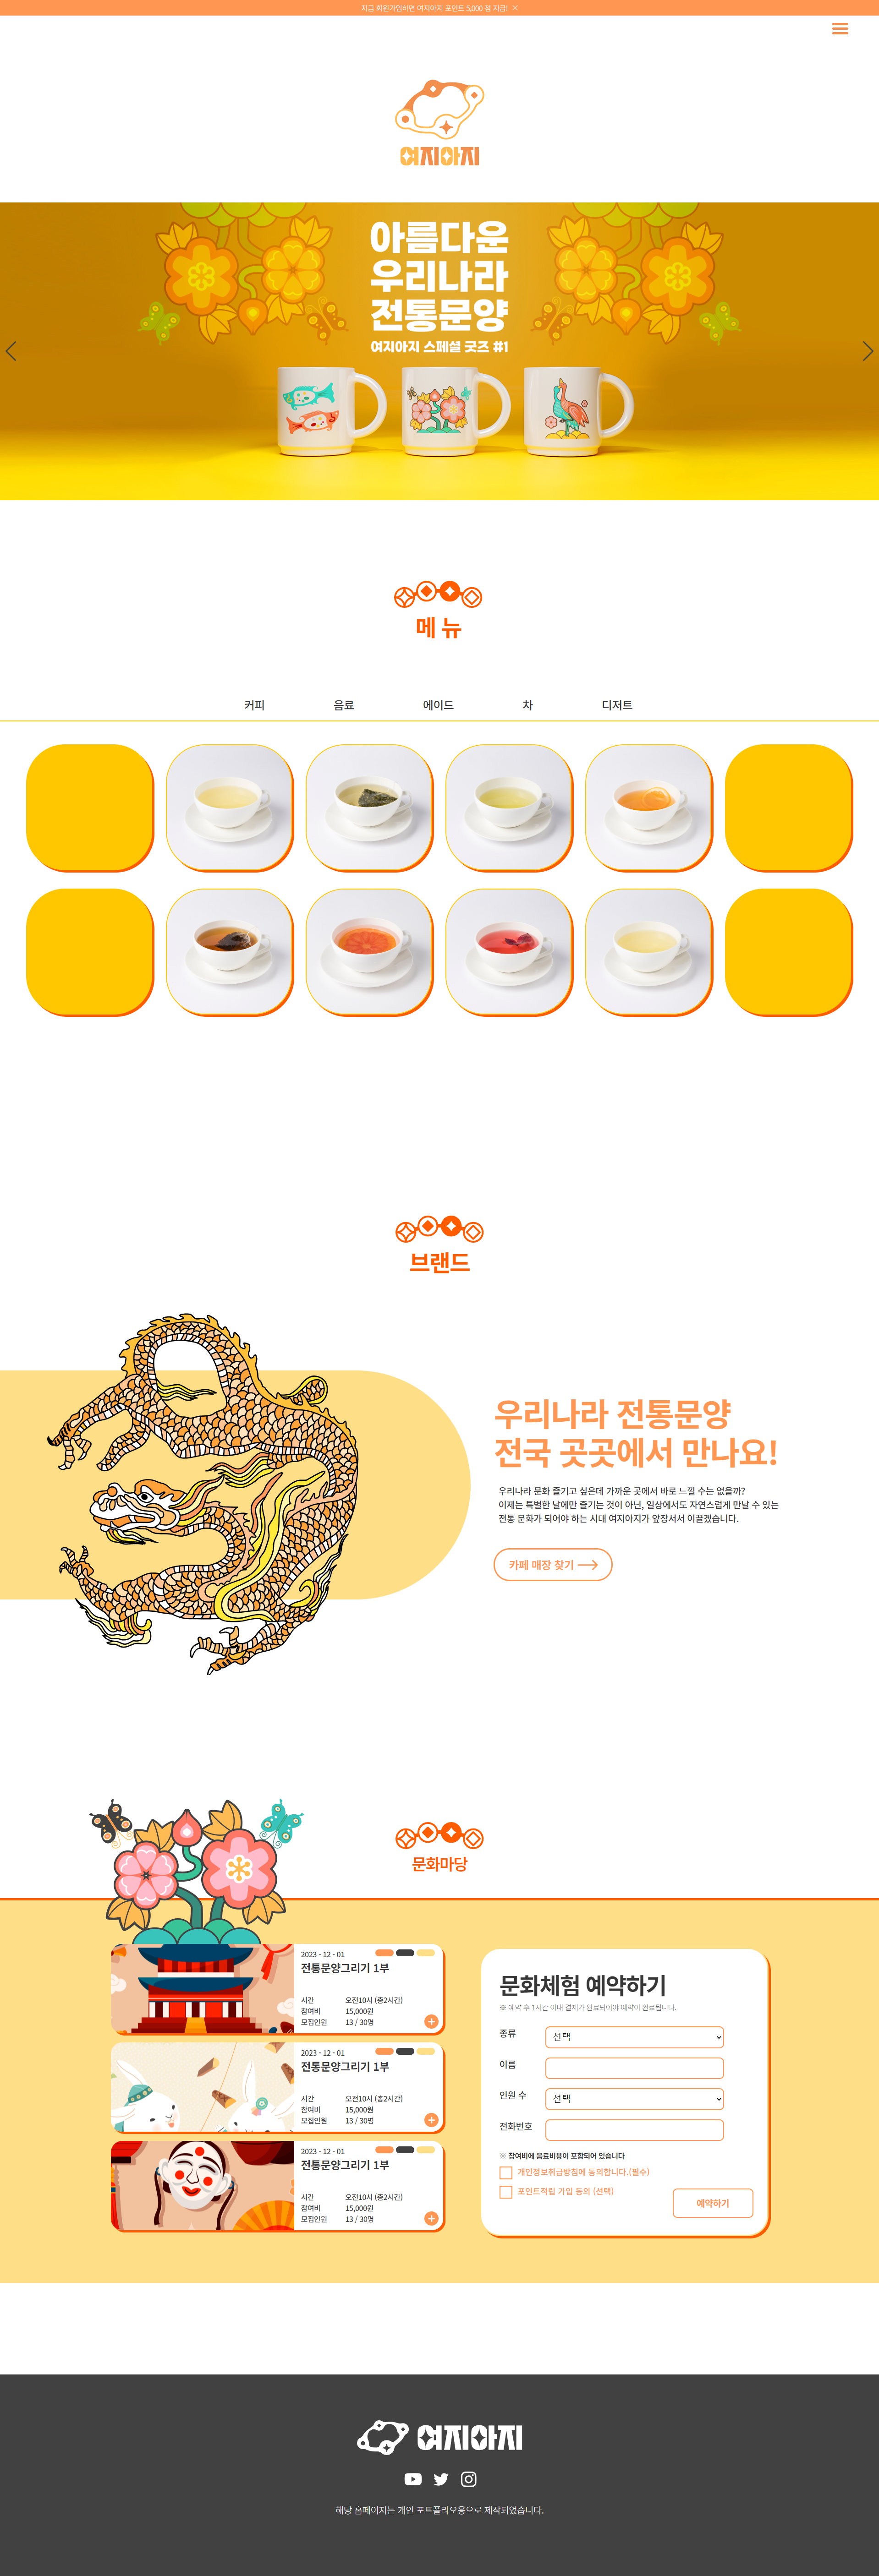 지금 회원가입하면 여지아지 포인트 5,000 점 지급!
여지아지
아름다운
우리나라
전통문양
여지아지 스페셜 굿즈 #1
메 뉴
커피
음료
에이드
차
디저트
브랜드
우리나라 전통문양
전국 곳곳에서 만나요!
우리나라 문화 즐기고 싶은데 가까운 곳에서 바로 느낄 수는 없을까?
이제는 특별한 날에만 즐기는 것이 아닌, 일상에서도 자연스럽게 만날 수 있는
전통 문화가 되어야 하는 시대 여지아지가 앞장서서 이끌겠습니다.
카페 매장 찾기
문화마당
2023 - 12 - 01
전통문양그리기 1부
시간 오전10시 (총2시간)
참여비 15,000원
모집인원 13 / 30명
2023 - 12 - 01
전통문양그리기 1부
시간 오전10시 (총2시간)
참여비 15,000원
모집인원 13 / 30명
2023 - 12 - 01
전통문양그리기 1부
시간 오전10시 (총2시간)
참여비 15,000원
모집인원 13 / 30명
문화체험 예약하기
※ 예약 후 1시간 이내 결제가 완료되어야 예약이 완료됩니다.
종류 선택
이름
인원 수 선택
전화번호
※ 참여비에 음료비용이 포함되어 있습니다
개인정보취급방침에 동의합니다.(필수)
포인트적립 가입 동의 (선택)
예약하기
여지아지
해당 홈페이지는 개인 포트폴리오용으로 제작되었습니다.